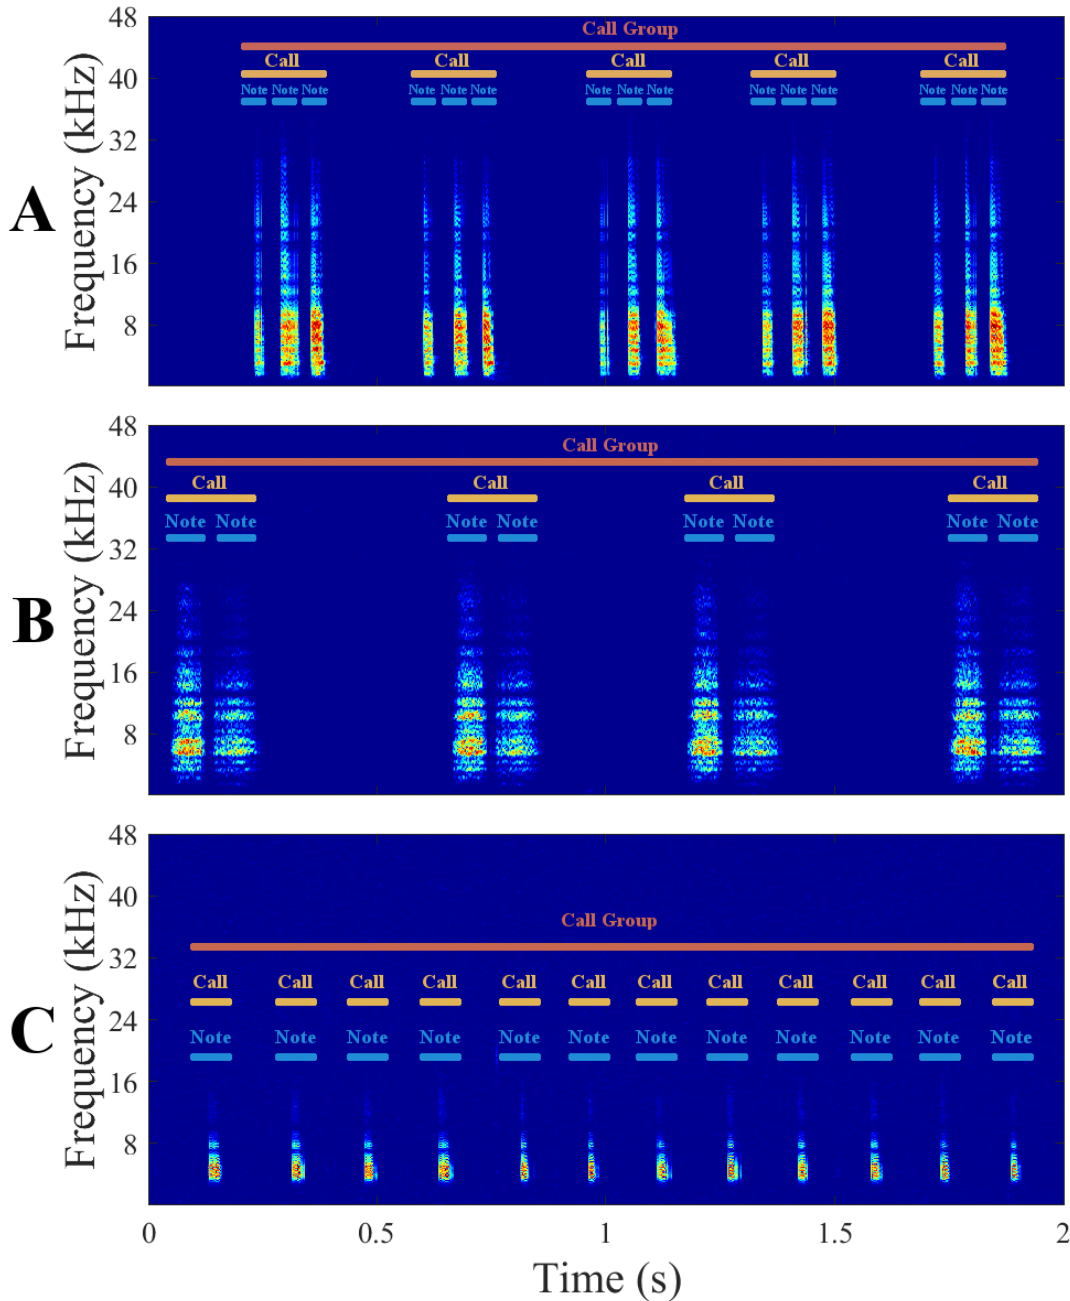 A
Frequency (kHz)
48
40
32
24
16
8
Call Group
Call Call Call Call Call
Note Note Note Note Note Note Note Note Note Note Note Note Note Note Note
B
Frequency (kHz)
48
40
32
24
16
8
Call Group
Call Call Call Call
Note Note Note Note Note Note Note Note
C
Frequency (kHz)
48
40
32
24
16
8
Call Group
Call Call Call Call Call Call Call Call Call Call Call Call
Note Note Note Note Note Note Note Note Note Note Note Note
0 0.5 1 1.5 2
Time (s)